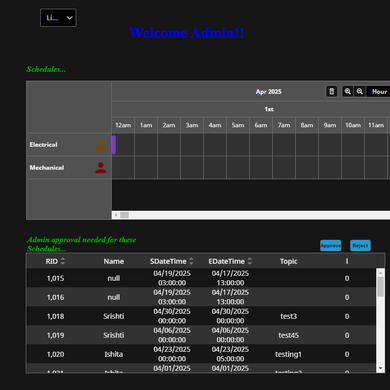 Li...
Welcome Admin!!
Schedules...
Apr 2025
Hour
1st
12am 1am 2am 3am 4am 5am 6am 7am 8am 9am 10am 11am
Electrical
Mechanical
Admin approval needed for these
Schedules...
Approve Reject
RID Name SDateTime EDateTime Topic I
1,015 null 04/19/2025 03:00:00 04/17/2025 13:00:00 0
1,016 null 04/19/2025 03:00:00 04/17/2025 13:00:00 0
1,018 Srishti 04/30/2025 00:00:00 04/30/2025 00:00:00 test3 0
1,019 Srishti 04/06/2025 00:00:00 04/06/2025 00:00:00 test45 0
1,020 Ishita 04/23/2025 00:00:00 04/23/2025 05:00:00 testing1 0
04/01/2025 04/01/2025